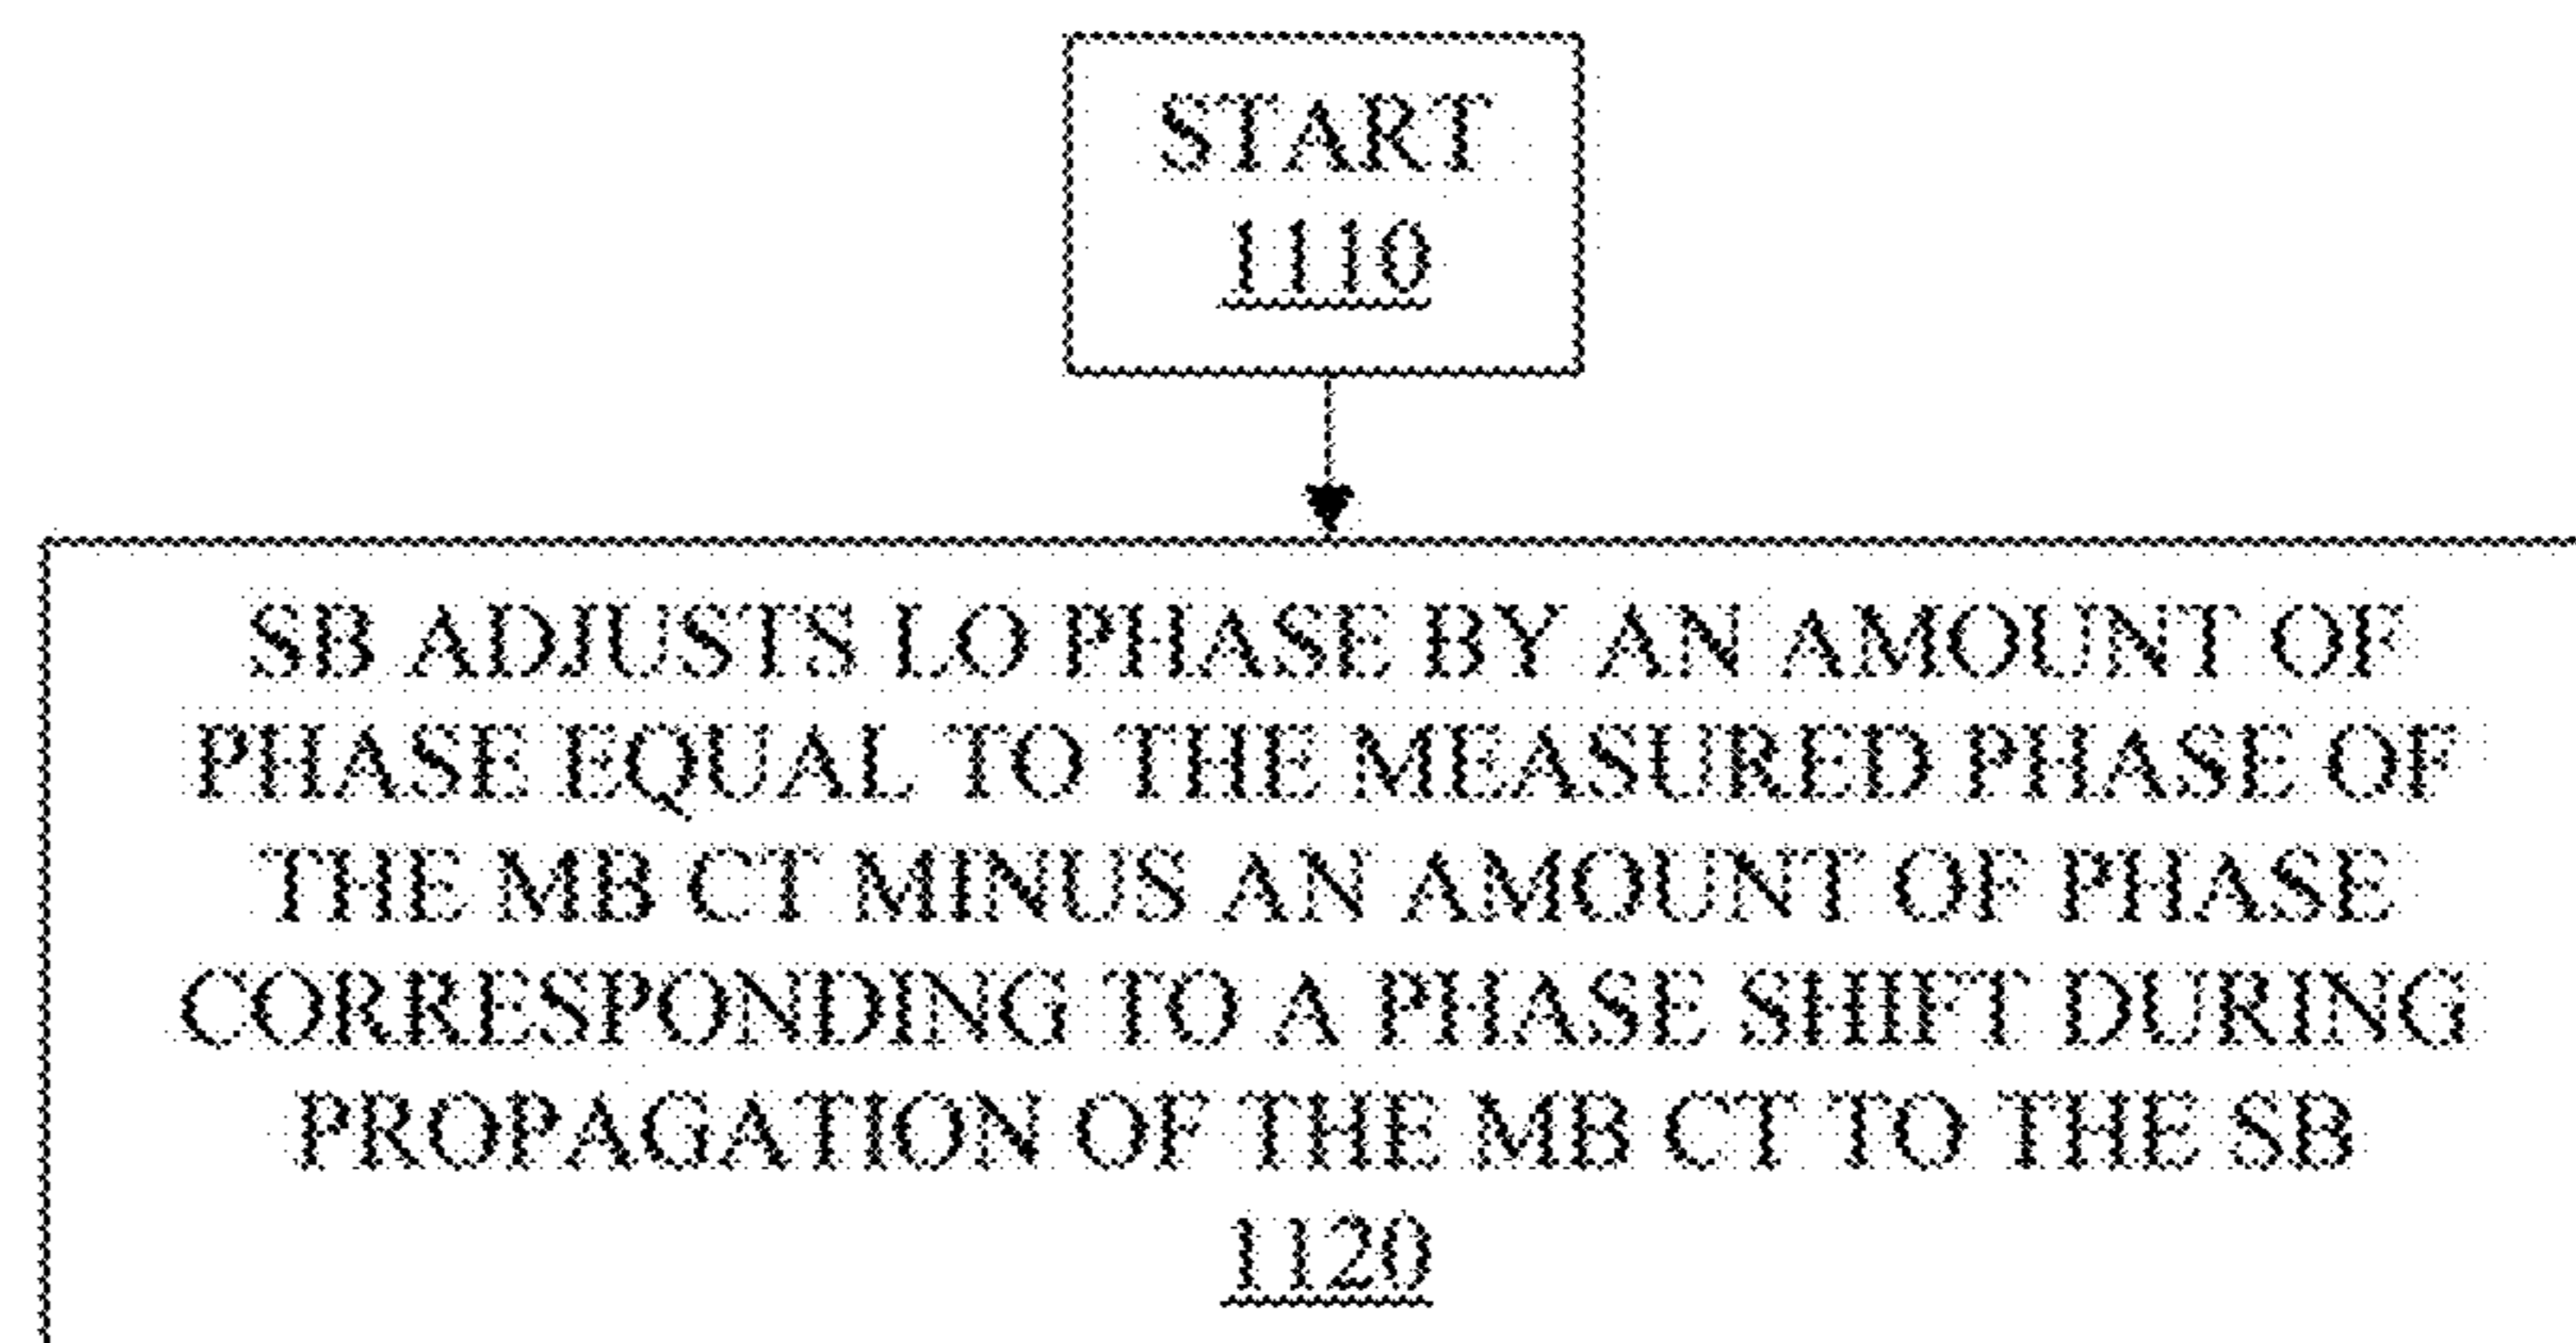 START
1110
SB ADJUSTS LO PHASE BY AN AMOUNT OF
PHASE EQUAL TO THE MEASURED PHASE OF
THE MB CT MINUS AN AMOUNT OF PHASE
CORRESPONDING TO A PHASE SHIFT DURING
PROPAGATION OF THE MB CT TO THE SB
1120